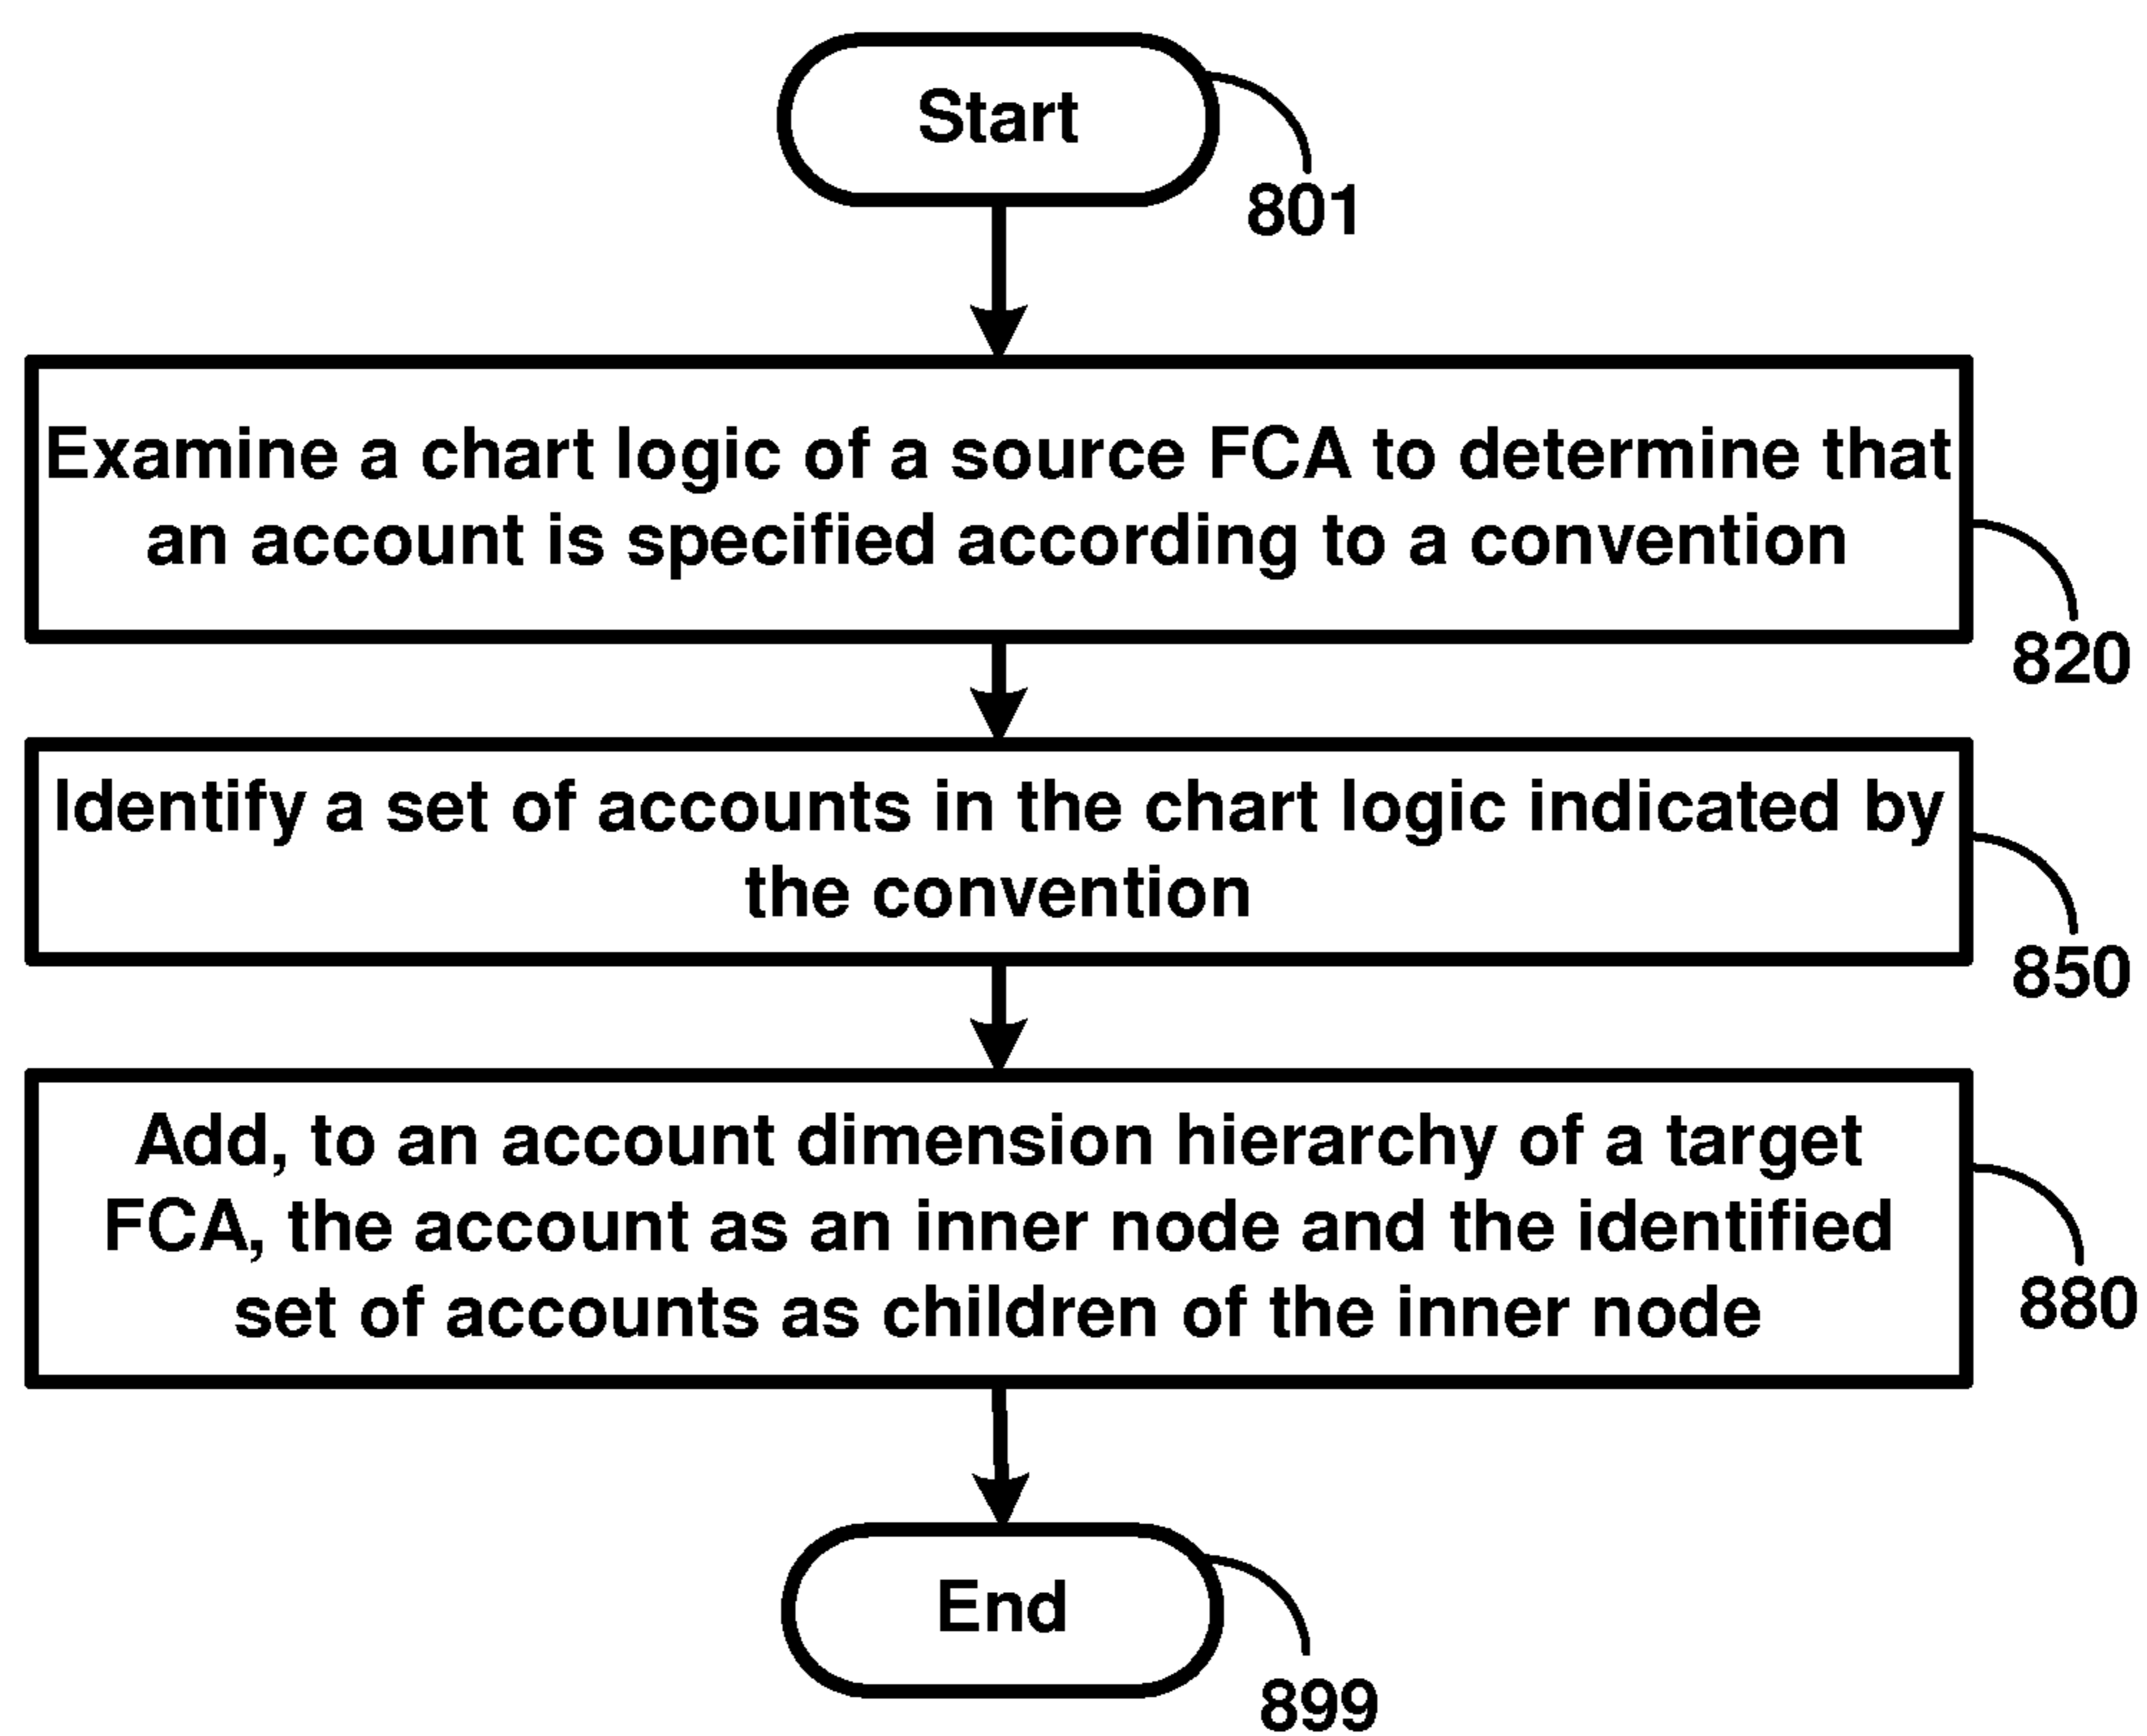 Start
801
Examine a chart logic of a source FCA to determine that
an account is specified according to a convention
820
Identify a set of accounts in the chart logic indicated by
the convention
850
Add, to an account dimension hierarchy of a target
FCA, the account as an inner node and the identified
set of accounts as children of the inner node
880
End
899